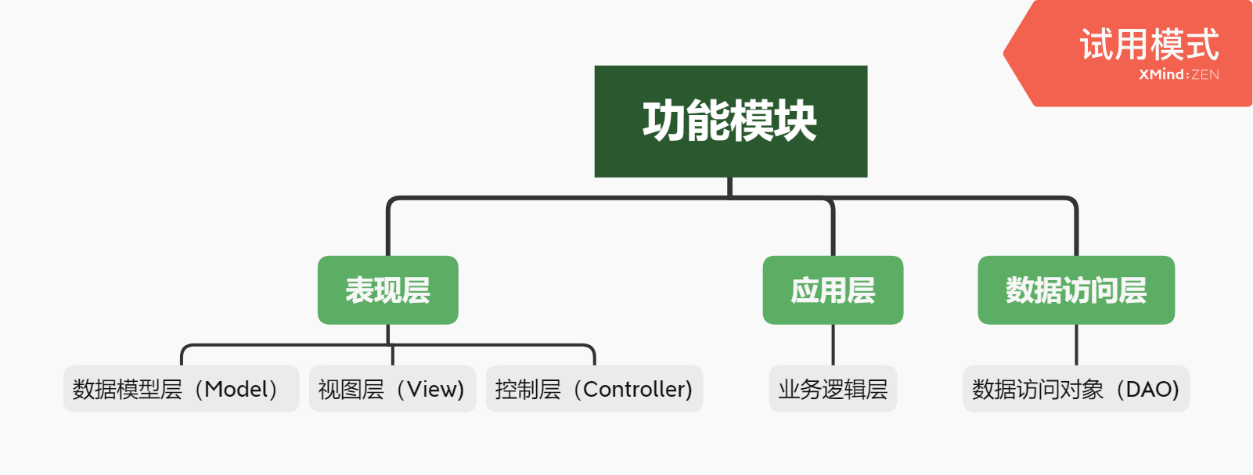 试用模式
XMind:ZEN
功能模块
表现层
应用层
数据访问层
数据模型层（Model）
视图层（View)
控制层（Controller)
业务逻辑层
数据访问对象（DAO)